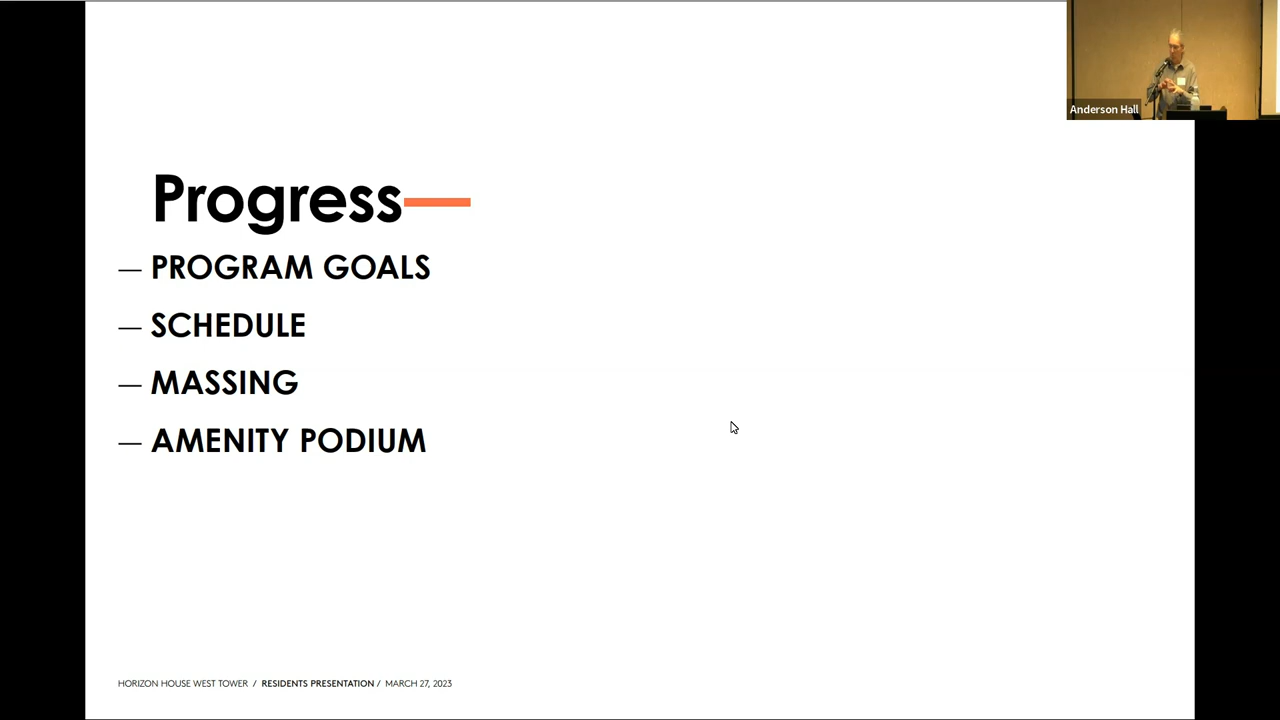 Anderson Hall
Progress—
— PROGRAM GOALS
— SCHEDULE
— MASSING
— AMENITY PODIUM
HORIZON HOUSE WEST TOWER / RESIDENTS PRESENTATION / MARCH 27, 2023